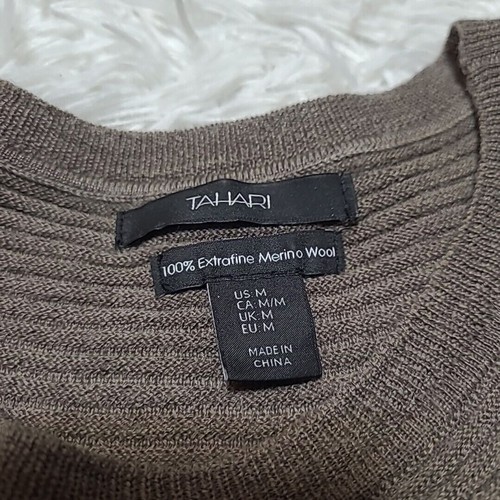 TAHARI
100% Extrafine Merino Wool
US: M
CA: M/M
UK: M
EU: M
MADE IN
CHINA